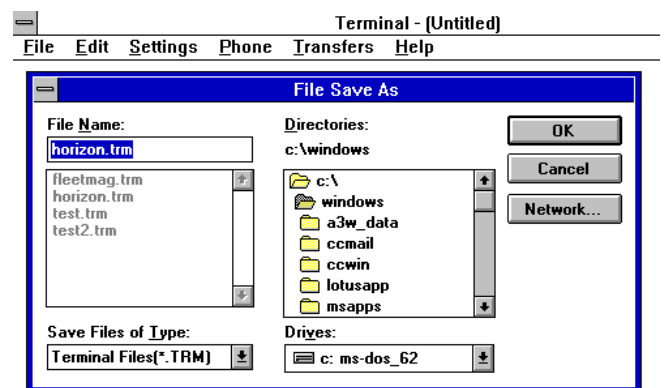 Terminal - (Untitled)
File Edit Settings Phone Transfers Help
File Save As
File Name:
horizon.trm
fleetmag.trm
horizon.trm
test.trm
test2.trm
Save Files of Type:
Terminal Files(*.TRM)
Directories:
c:\windows
c:\
windows
a3w_data
ccmail
ccwin
lotusapp
msapps
Drives:
c: ms-dos_62
OK
Cancel
Network...